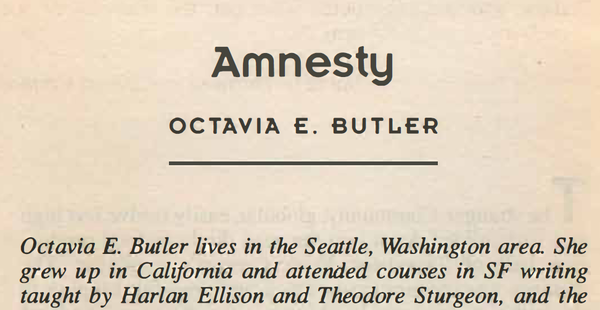 Amnesty
OCTAVIA E. BUTLER
Octavia E. Butler lives in the Seattle, Washington area. She
grew up in California and attended courses in SF writing
taught by Harlan Ellison and Theodore Sturgeon, and the